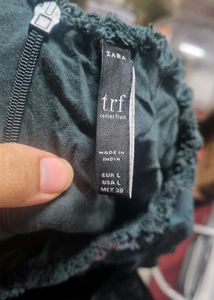 ZARA
trf
collection
MADE IN
INDIA
EUR L
USA L
MEX 30